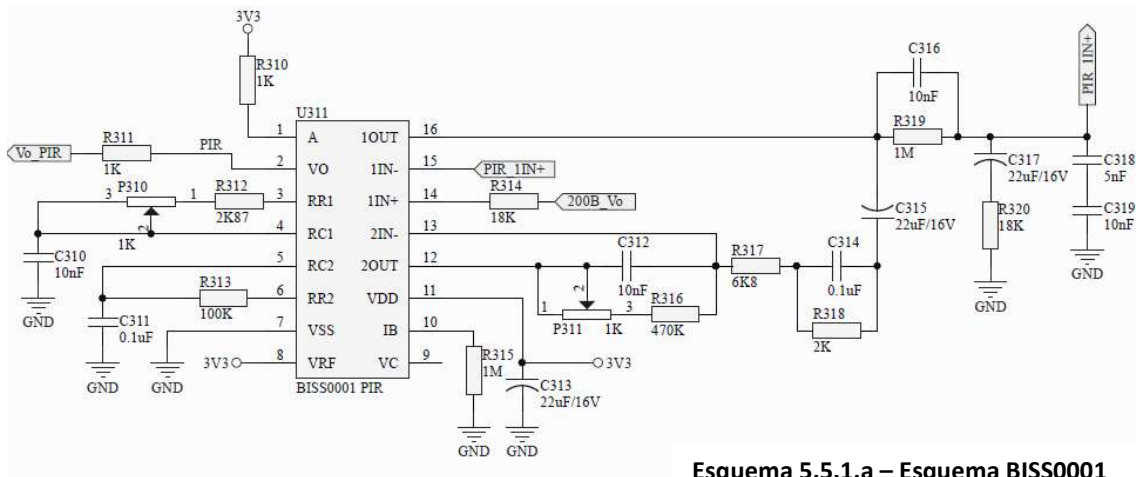 3V3
R310
1K
U311
1 A 1OUT 16
2 VO 1IN- 15
3 RR1 1IN+ 14
4 RC1 2IN- 13
5 RC2 2OUT 12
6 RR2 VDD 11
7 VSS IB 10
8 VRF VC 9
BISS0001 PIR
Vo_PIR
R311
1K
PIR
P310
3 1
2
1K
R312
2K87
C310
10nF
GND
R313
100K
C311
0.1uF
GND
GND
3V3
PIR_1IN+
R314
18K
200B_Vo
C312
10nF
2
1 3
P311
1K
R316
470K
R315
1M
GND
C313
22uF/16V
GND
3V3
R317
6K8
C314
0.1uF
R318
2K
C315
22uF/16V
C316
10nF
R319
1M
PIR_1IN+
C317
22uF/16V
R320
18K
GND
C318
5nF
C319
10nF
GND
Esquema 5.5.1.a – Esquema BISS0001